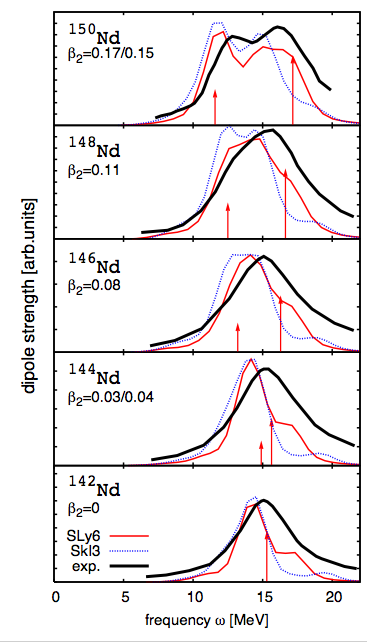 dipole strength [arb.units]
150Nd
β2=0.17/0.15
148Nd
β2=0.11
146Nd
β2=0.08
144Nd
β2=0.03/0.04
142Nd
β2=0
SLy6
SkI3
exp.
0 5 10 15 20
frequency ω [MeV]